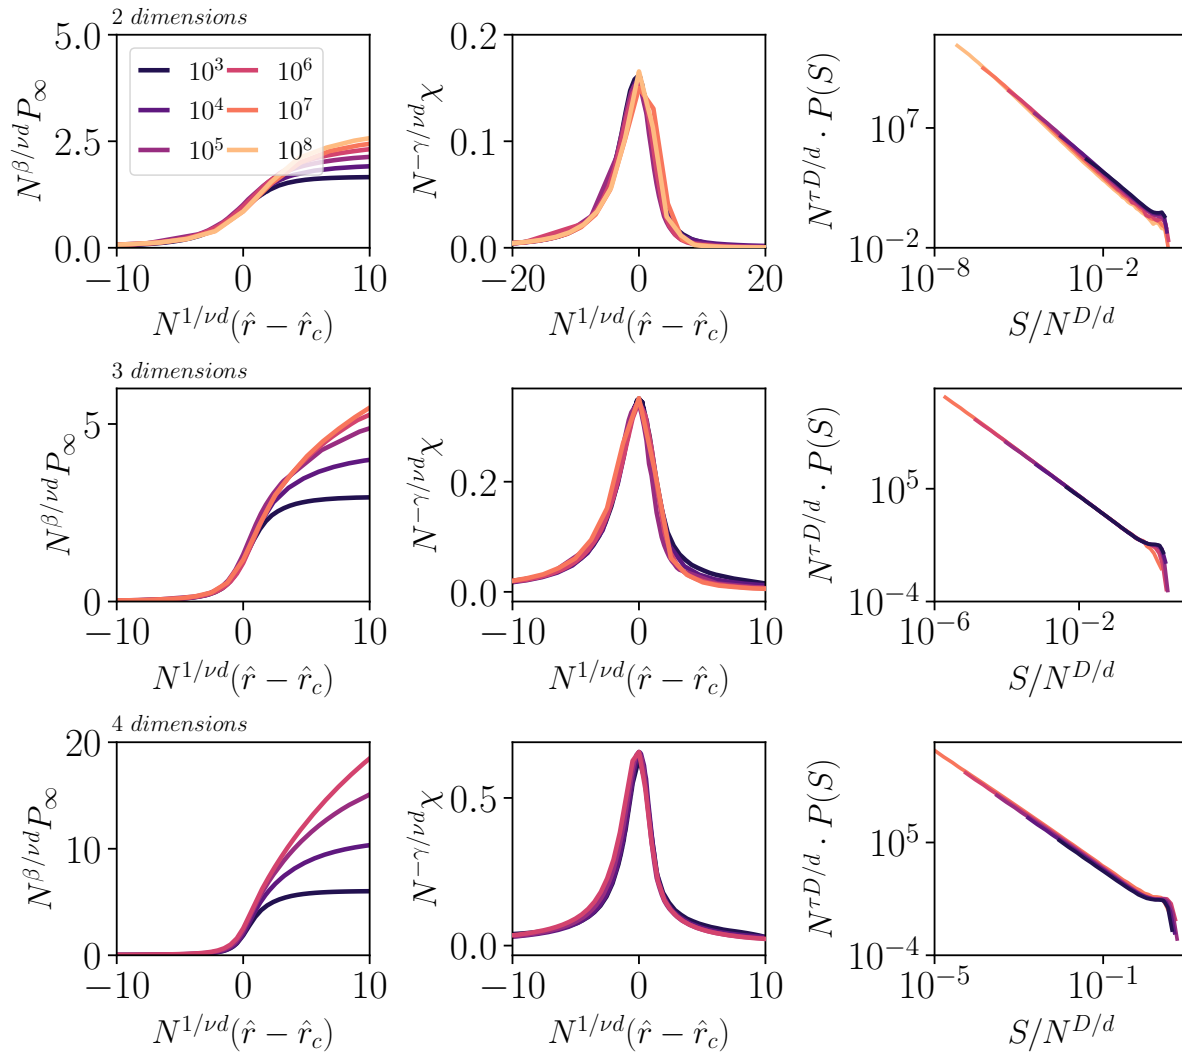 2 dimensions
5.0
2.5
0.0
N^{β/νd}P_∞
10^3
10^4
10^5
10^6
10^7
10^8
−10
0
10
N^{1/νd}(r̂ − r̂_c)
0.2
0.1
0.0
N^{−γ/νd}χ
−20
0
20
N^{1/νd}(r̂ − r̂_c)
10^7
10^{−2}
N^{τD/d} · P(S)
10^{−8}
10^{−2}
S/N^{D/d}
3 dimensions
5
0
N^{β/νd}P_∞
−10
0
10
N^{1/νd}(r̂ − r̂_c)
0.2
0.0
N^{−γ/νd}χ
−10
0
10
N^{1/νd}(r̂ − r̂_c)
10^5
10^{−4}
N^{τD/d} · P(S)
10^{−6}
10^{−2}
S/N^{D/d}
4 dimensions
20
10
0
N^{β/νd}P_∞
−10
0
10
N^{1/νd}(r̂ − r̂_c)
0.5
0.0
N^{−γ/νd}χ
−10
0
10
N^{1/νd}(r̂ − r̂_c)
10^5
10^{−4}
N^{τD/d} · P(S)
10^{−5}
10^{−1}
S/N^{D/d}